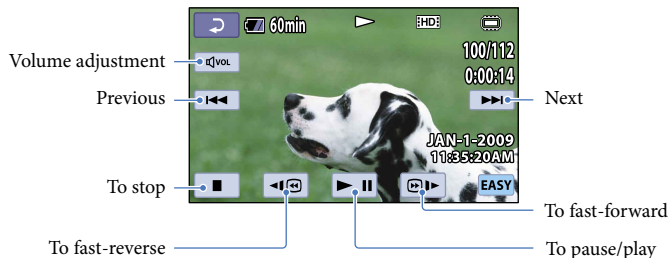 60min
HD
100/112
Volume adjustment
VOL
0:00:14
Previous
Next
JAN-1-2009
11:35:20AM
To stop
EASY
To fast-forward
To fast-reverse
To pause/play